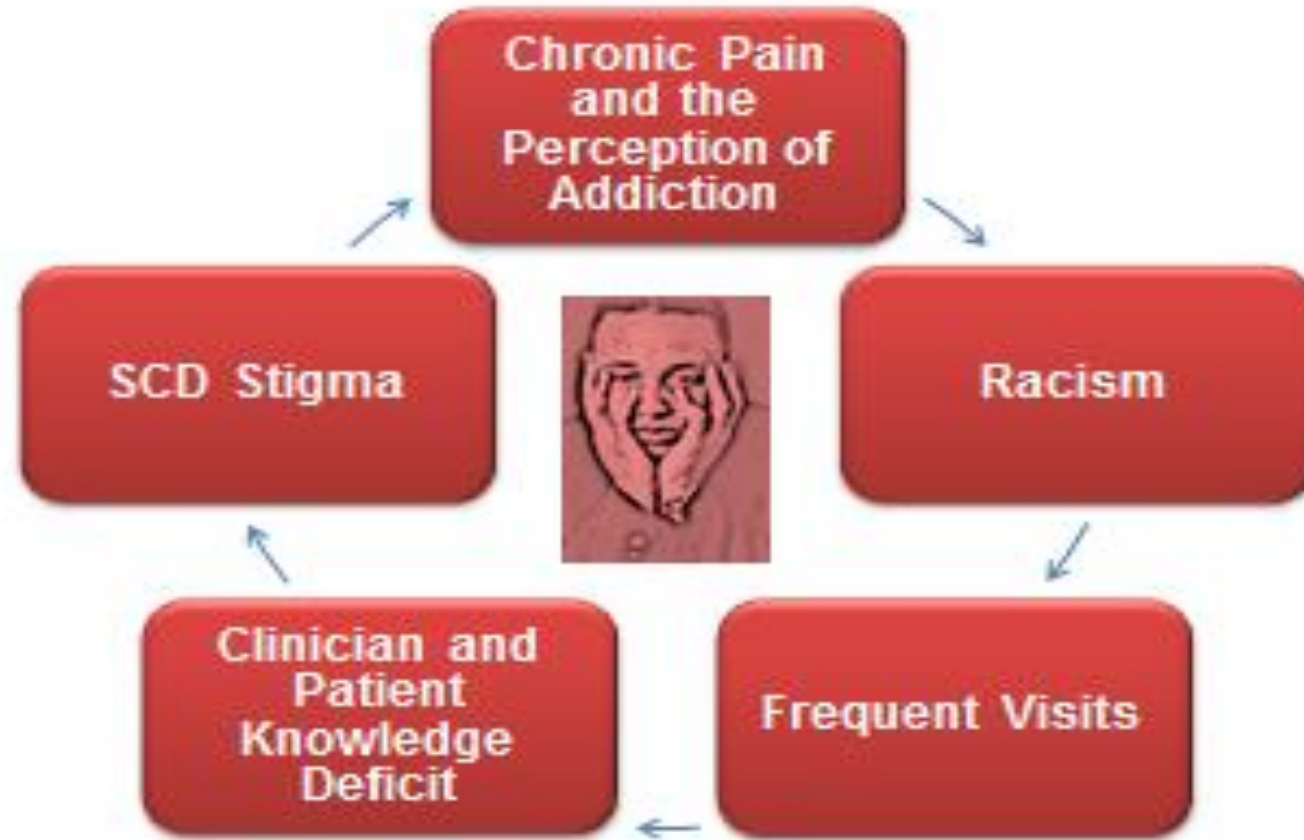 Chronic Pain
and the
Perception of
Addiction
Racism
Frequent Visits
Clinician and
Patient
Knowledge
Deficit
SCD Stigma